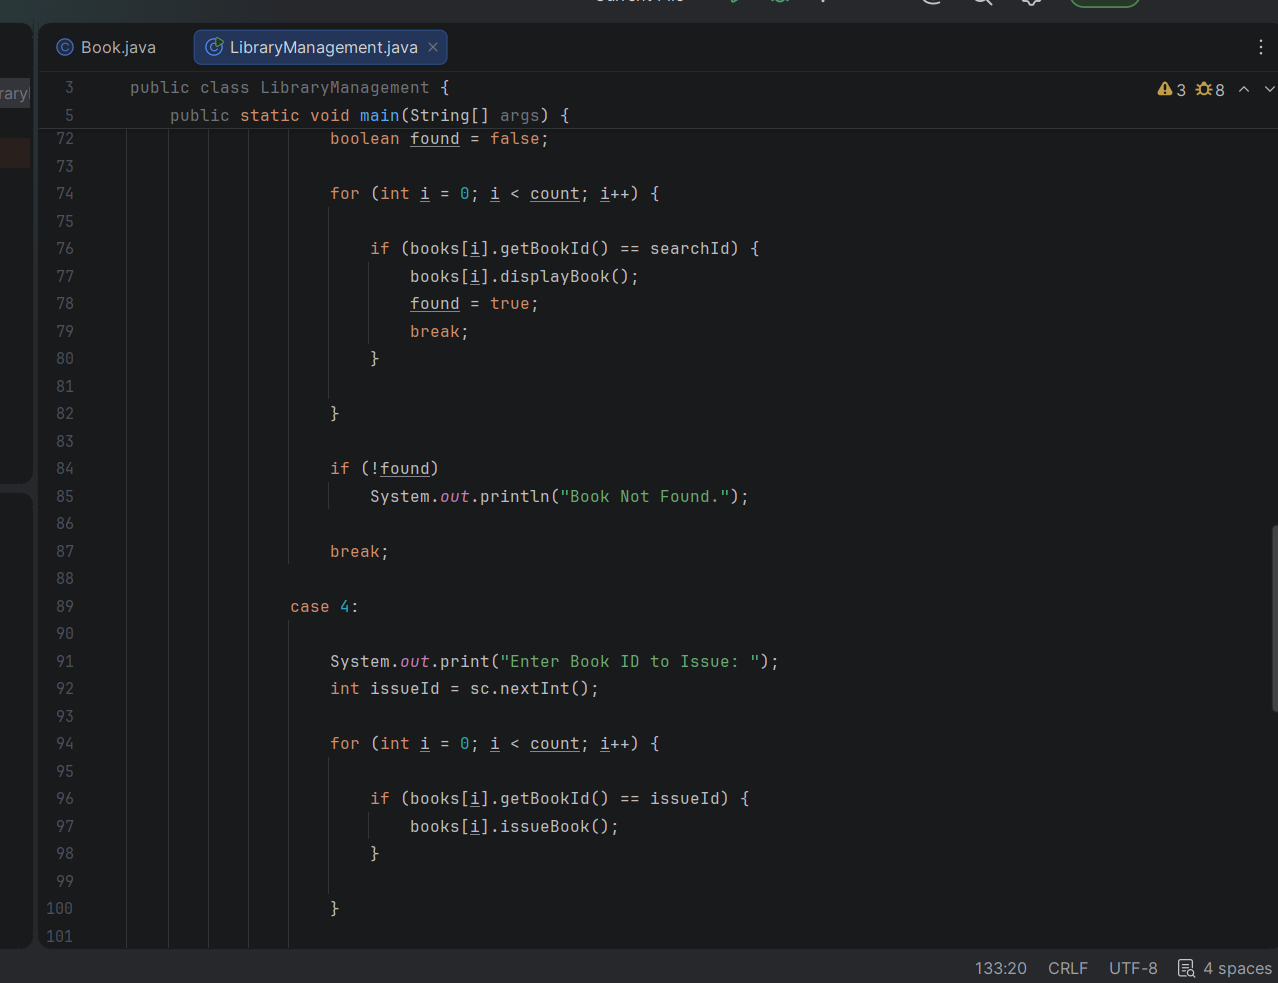 Book.java
LibraryManagement.java
3 public class LibraryManagement {
3 8
5 public static void main(String[] args) {
72 boolean found = false;
73
74 for (int i = 0; i < count; i++) {
75
76 if (books[i].getBookId() == searchId) {
77 books[i].displayBook();
78 found = true;
79 break;
80 }
81
82 }
83
84 if (!found)
85 System.out.println("Book Not Found.");
86
87 break;
88
89 case 4:
90
91 System.out.print("Enter Book ID to Issue: ");
92 int issueId = sc.nextInt();
93
94 for (int i = 0; i < count; i++) {
95
96 if (books[i].getBookId() == issueId) {
97 books[i].issueBook();
98 }
99
100 }
101
133:20 CRLF UTF-8 4 spaces